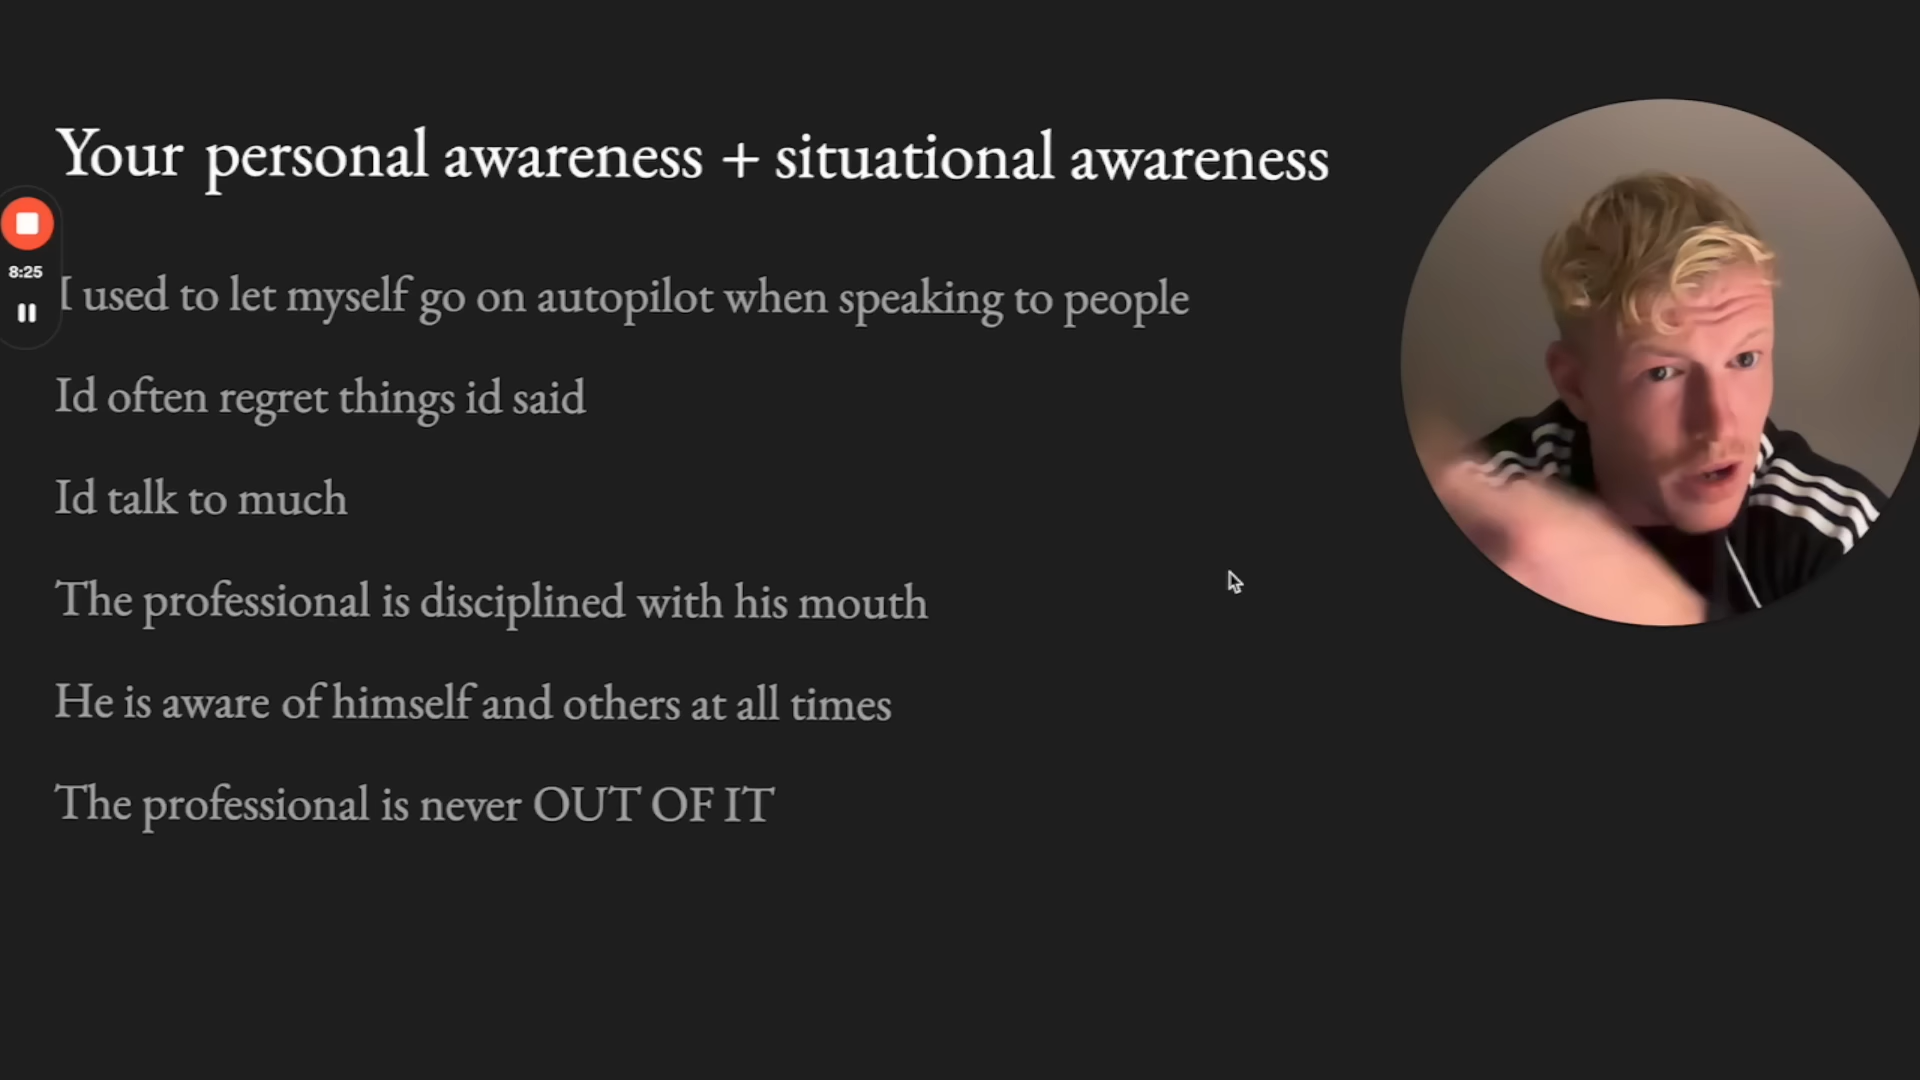 Your personal awareness + situational awareness
8:25
I used to let myself go on autopilot when speaking to people
Id often regret things id said
Id talk to much
The professional is disciplined with his mouth
He is aware of himself and others at all times
The professional is never OUT OF IT